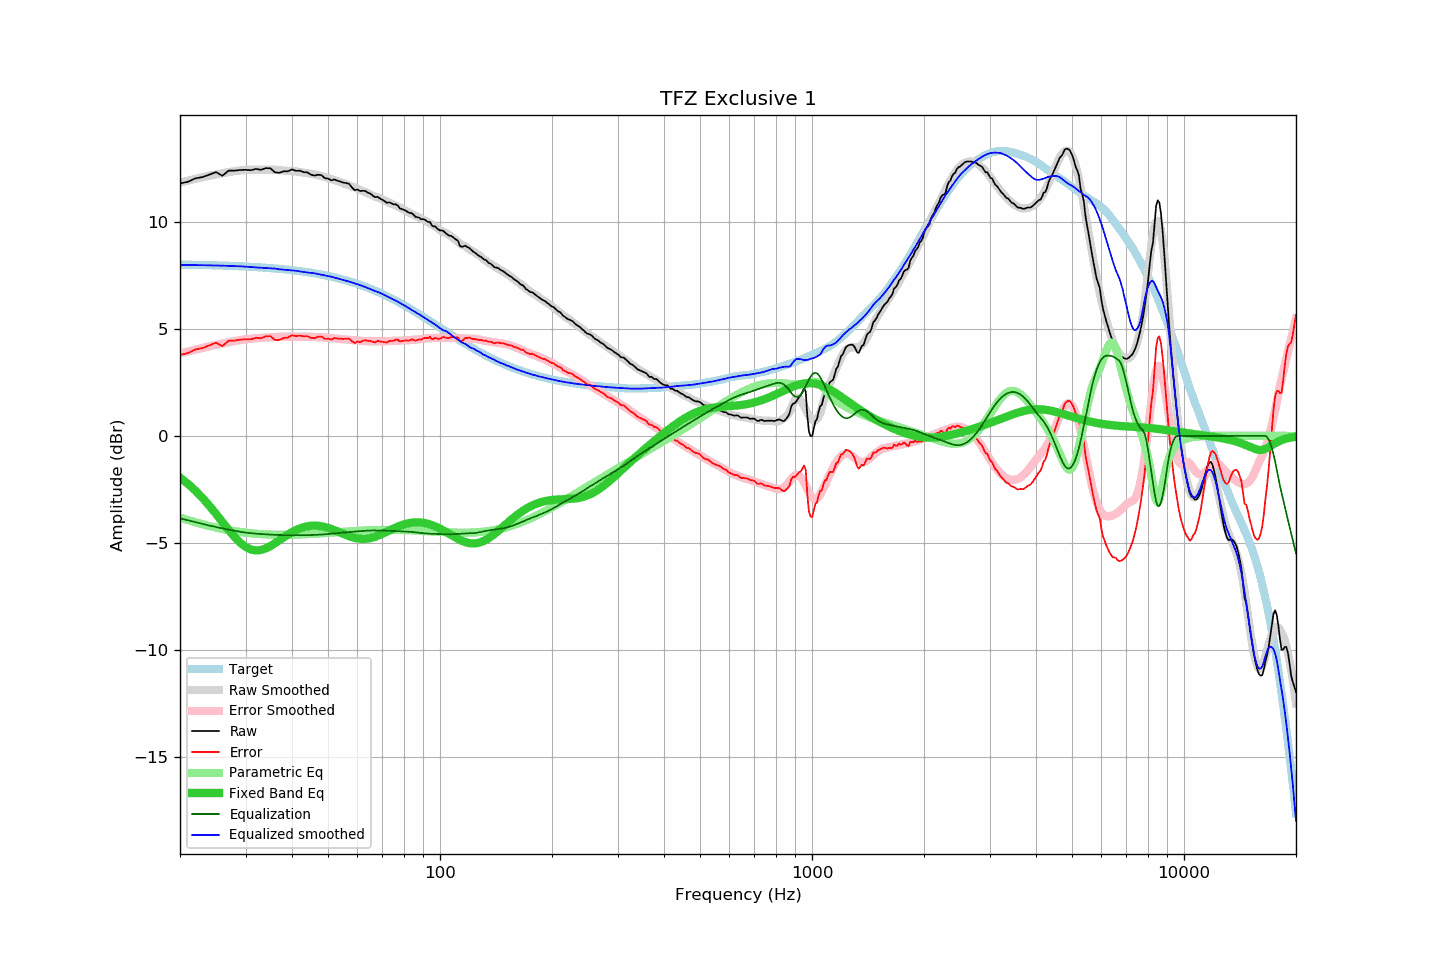 TFZ Exclusive 1
Amplitude (dBr)
10
5
0
−5
−10
−15
Target
Raw Smoothed
Error Smoothed
Raw
Error
Parametric Eq
Fixed Band Eq
Equalization
Equalized smoothed
100
1000
10000
Frequency (Hz)